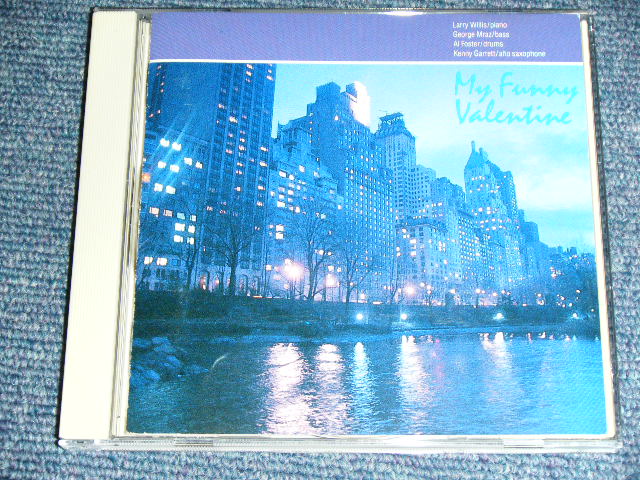 Larry Willis/piano
George Mraz/bass
Al Foster/drums
Kenny Garrett/alto saxophone
My Funny
Valentine